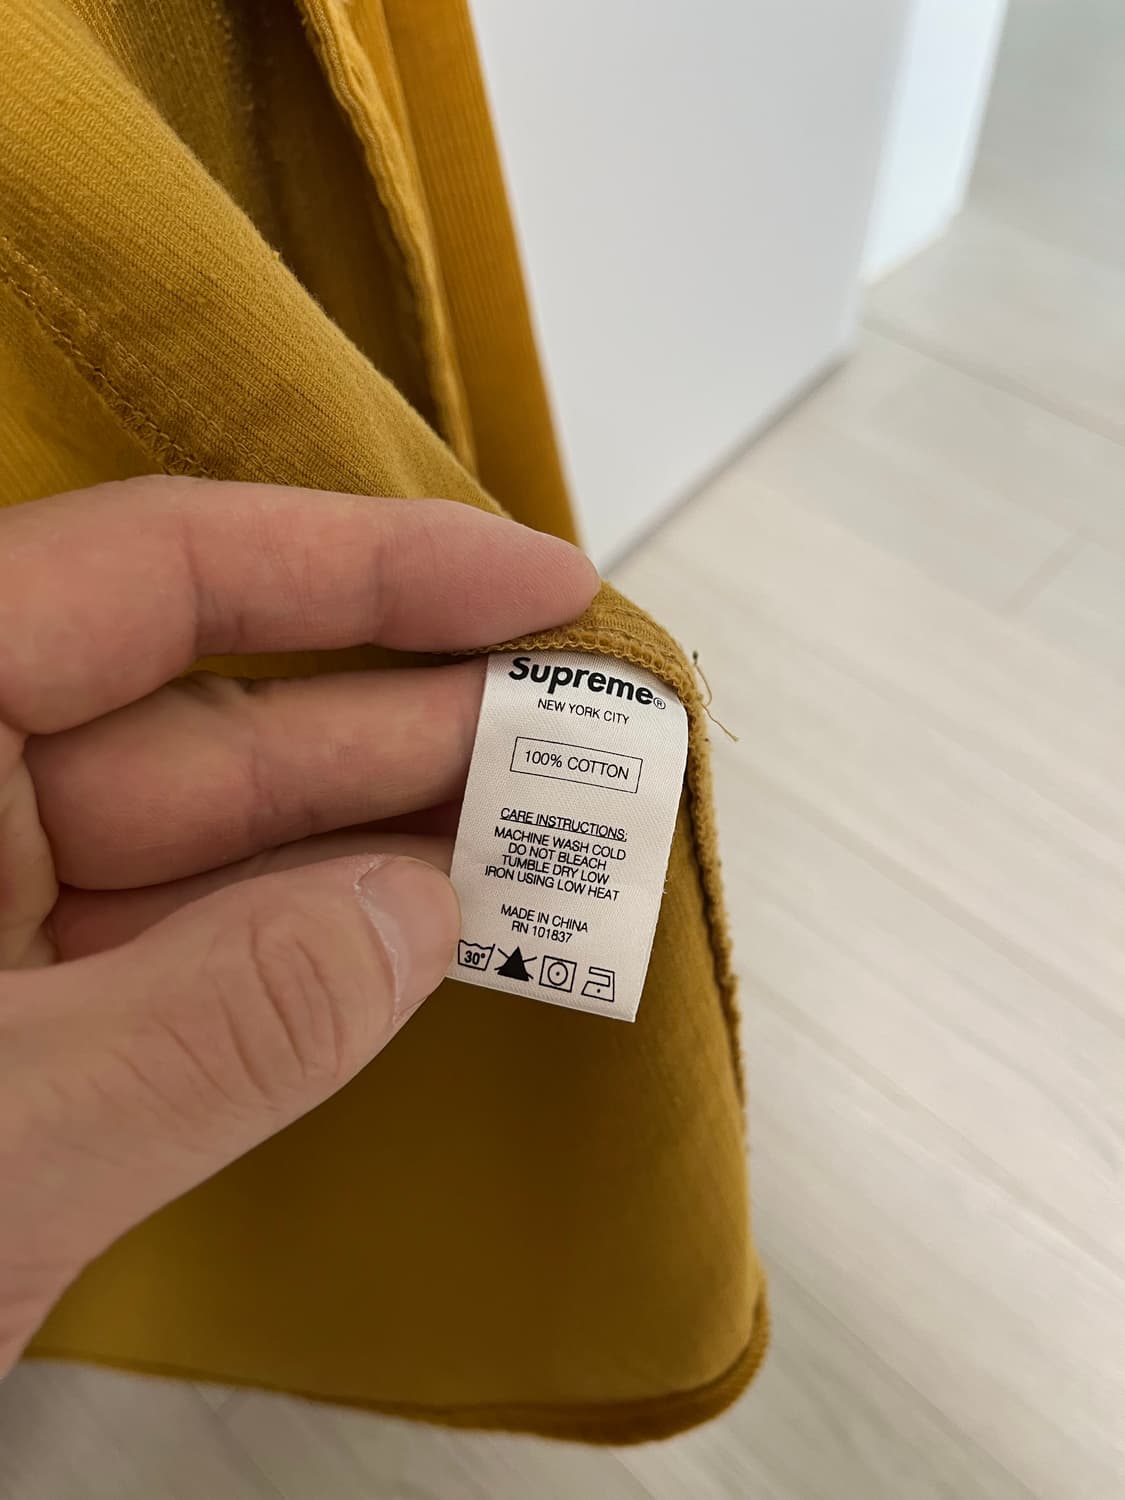 Supreme®
NEW YORK CITY
100% COTTON
CARE INSTRUCTIONS:
MACHINE WASH COLD
DO NOT BLEACH
TUMBLE DRY LOW
IRON USING LOW HEAT
MADE IN CHINA
RN 101837
30°